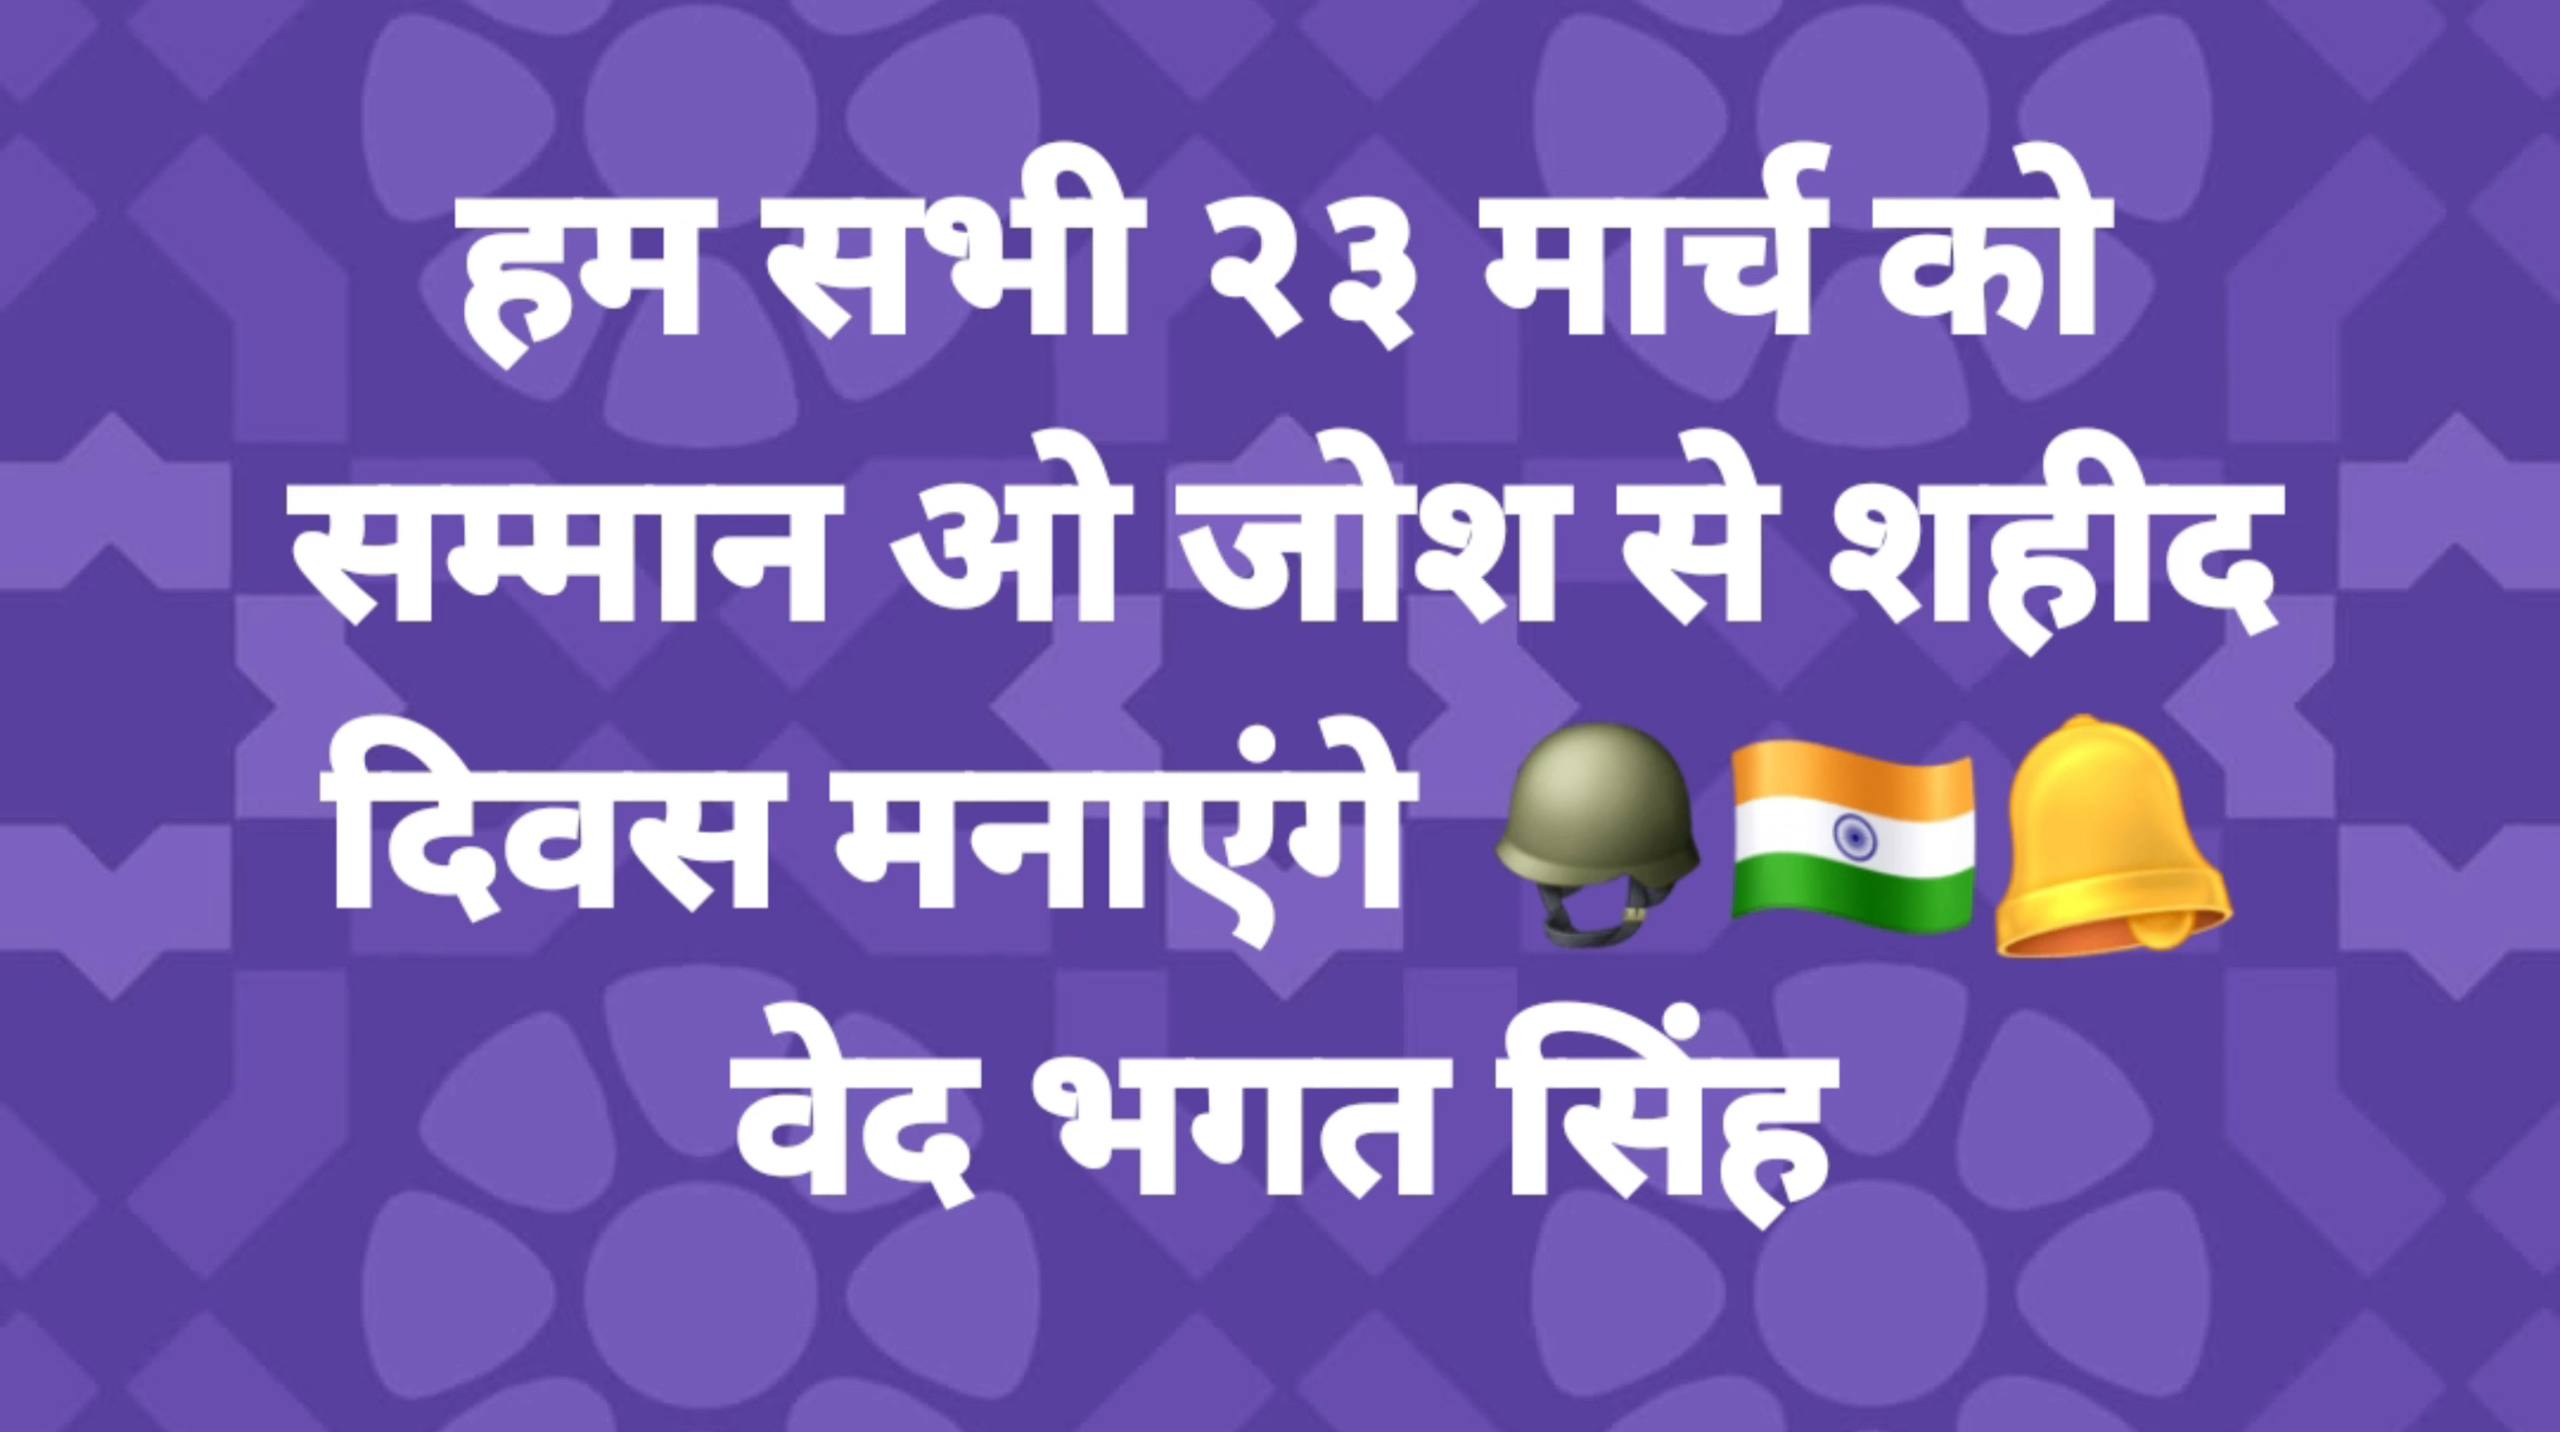 हम सभी २३ मार्च को
सम्मान ओ जोश से शहीद
दिवस मनाएंगे 🪖🇮🇳🔔
वेद भगत सिंह